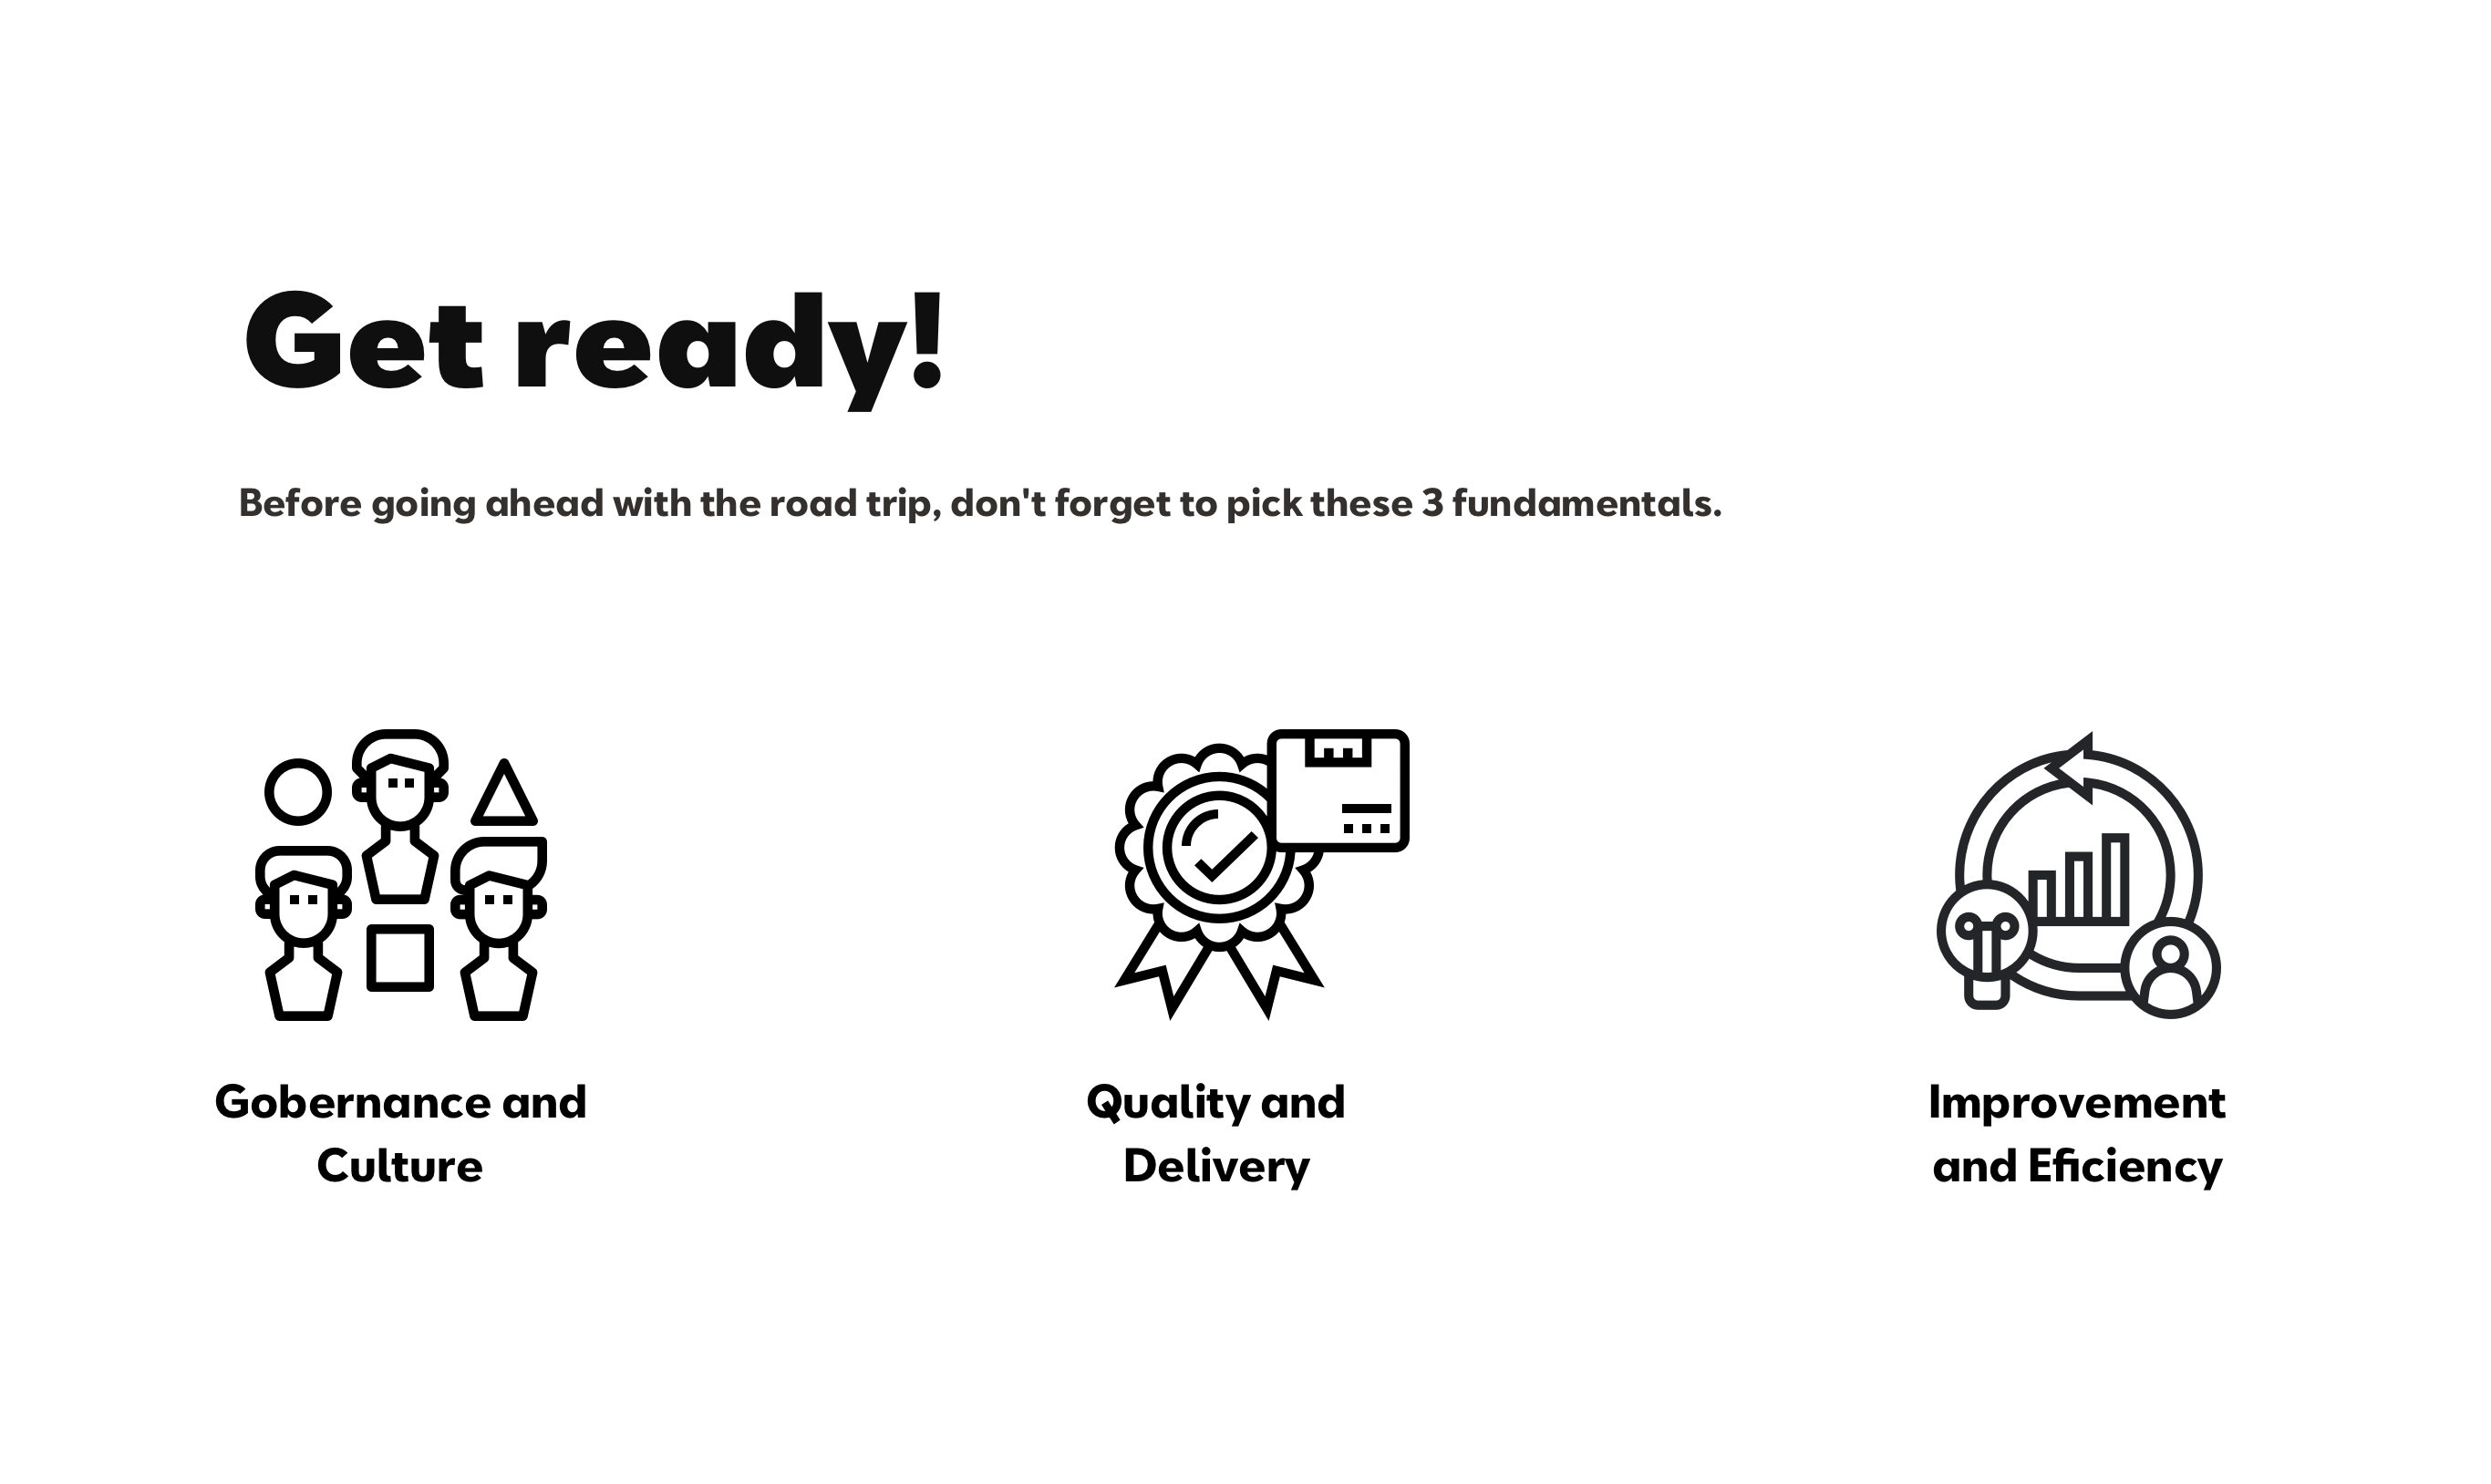 Get ready!
Before going ahead with the road trip, don't forget to pick these 3 fundamentals.
Gobernance and
Culture
Quality and
Delivery
Improvement
and Eficiency